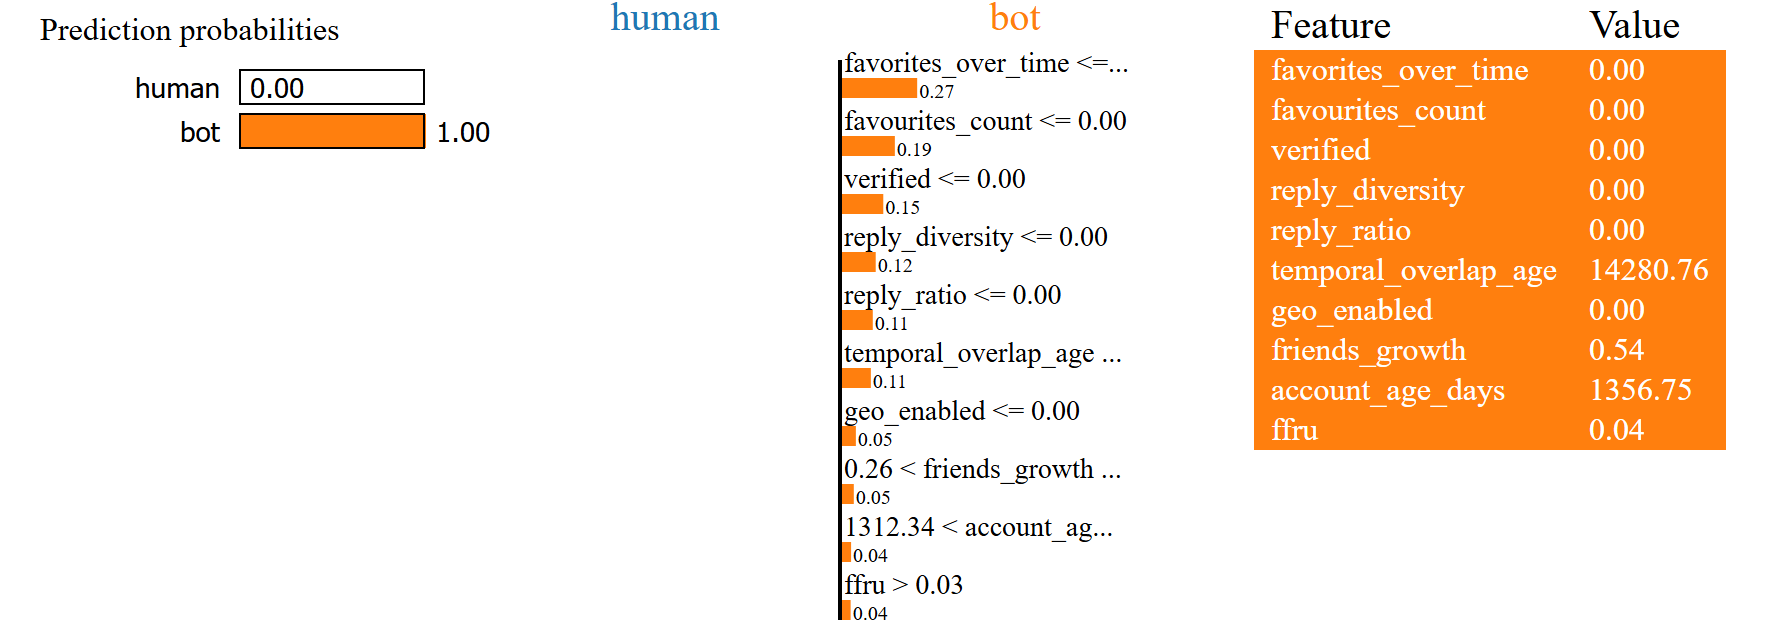 Prediction probabilities
human 0.00
bot 1.00
human bot
favorites_over_time <=...
0.27
favourites_count <= 0.00
0.19
verified <= 0.00
0.15
reply_diversity <= 0.00
0.12
reply_ratio <= 0.00
0.11
temporal_overlap_age ...
0.11
geo_enabled <= 0.00
0.05
0.26 < friends_growth ...
0.05
1312.34 < account_ag...
0.04
ffru > 0.03
0.04
Feature Value
favorites_over_time 0.00
favourites_count 0.00
verified 0.00
reply_diversity 0.00
reply_ratio 0.00
temporal_overlap_age 14280.76
geo_enabled 0.00
friends_growth 0.54
account_age_days 1356.75
ffru 0.04